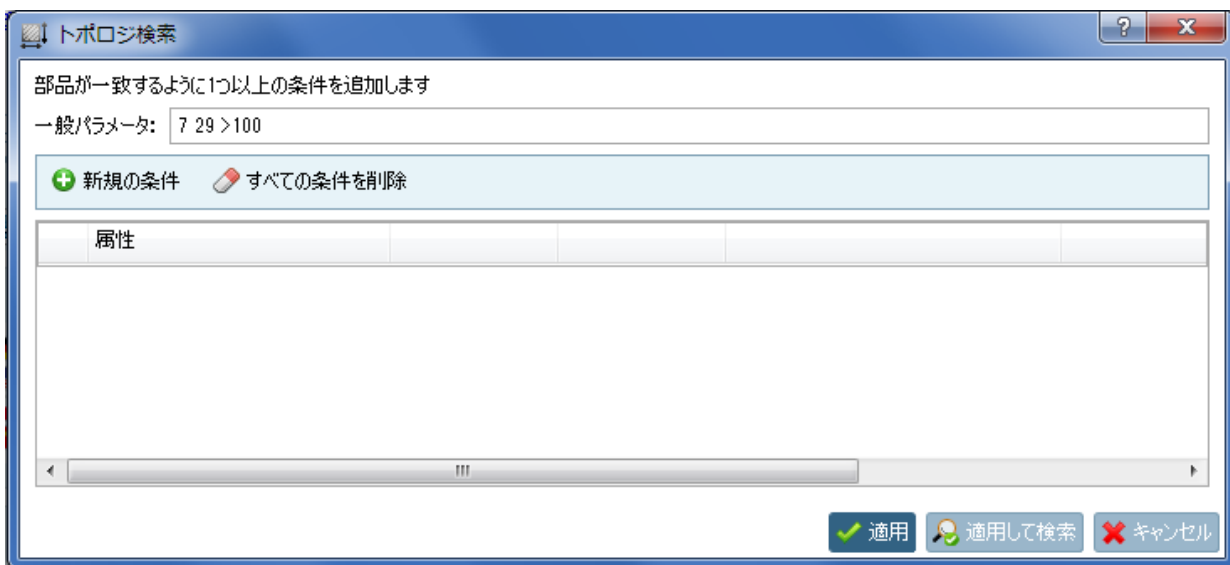 トポロジ検索
部品が一致するように1つ以上の条件を追加します
一般パラメータ: 7 29 >100
新規の条件 すべての条件を削除
属性
適用 適用して検索 キャンセル